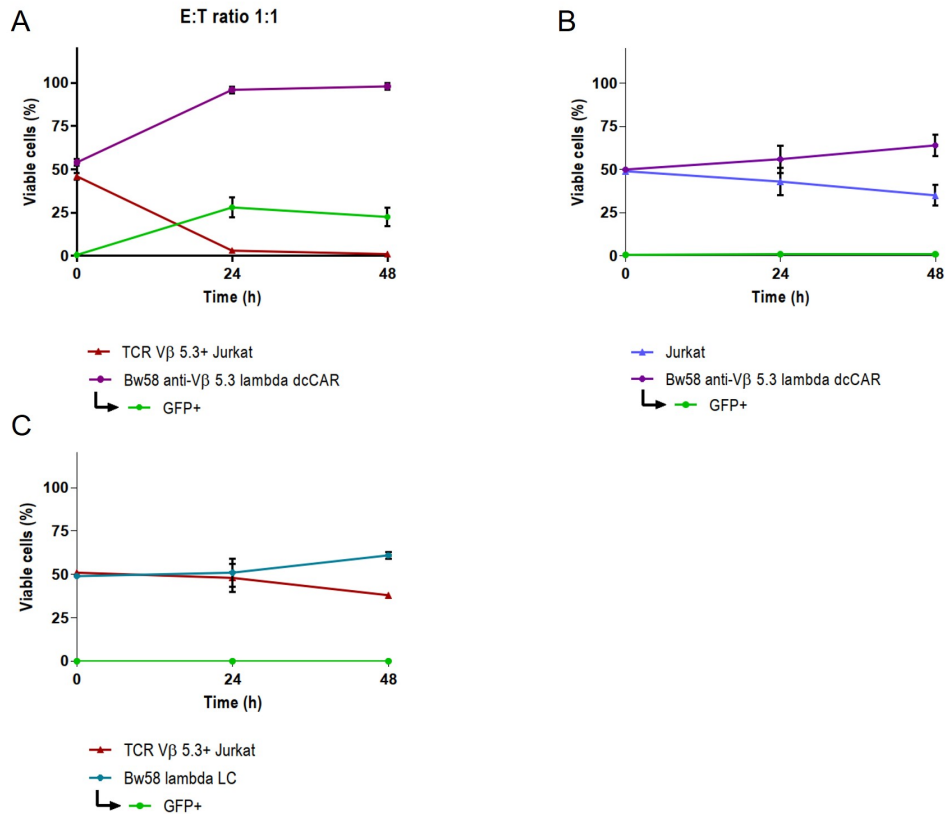 A
E:T ratio 1:1
Viable cells (%)
100
75
50
25
0
0
24
48
Time (h)
TCR Vβ 5.3+ Jurkat
Bw58 anti-Vβ 5.3 lambda dcCAR
GFP+
B
Viable cells (%)
100
75
50
25
0
0
24
48
Time (h)
Jurkat
Bw58 anti-Vβ 5.3 lambda dcCAR
GFP+
C
Viable cells (%)
100
75
50
25
0
0
24
48
Time (h)
TCR Vβ 5.3+ Jurkat
Bw58 lambda LC
GFP+